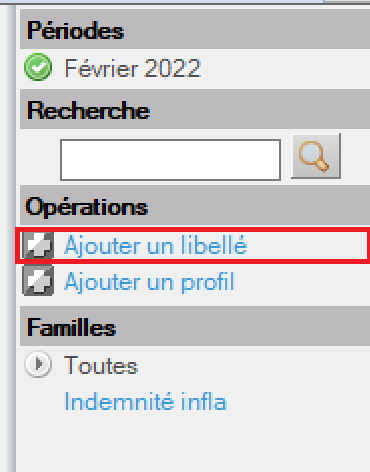 Périodes
Février 2022
Recherche
Opérations
Ajouter un libellé
Ajouter un profil
Familles
Toutes
Indemnité infla